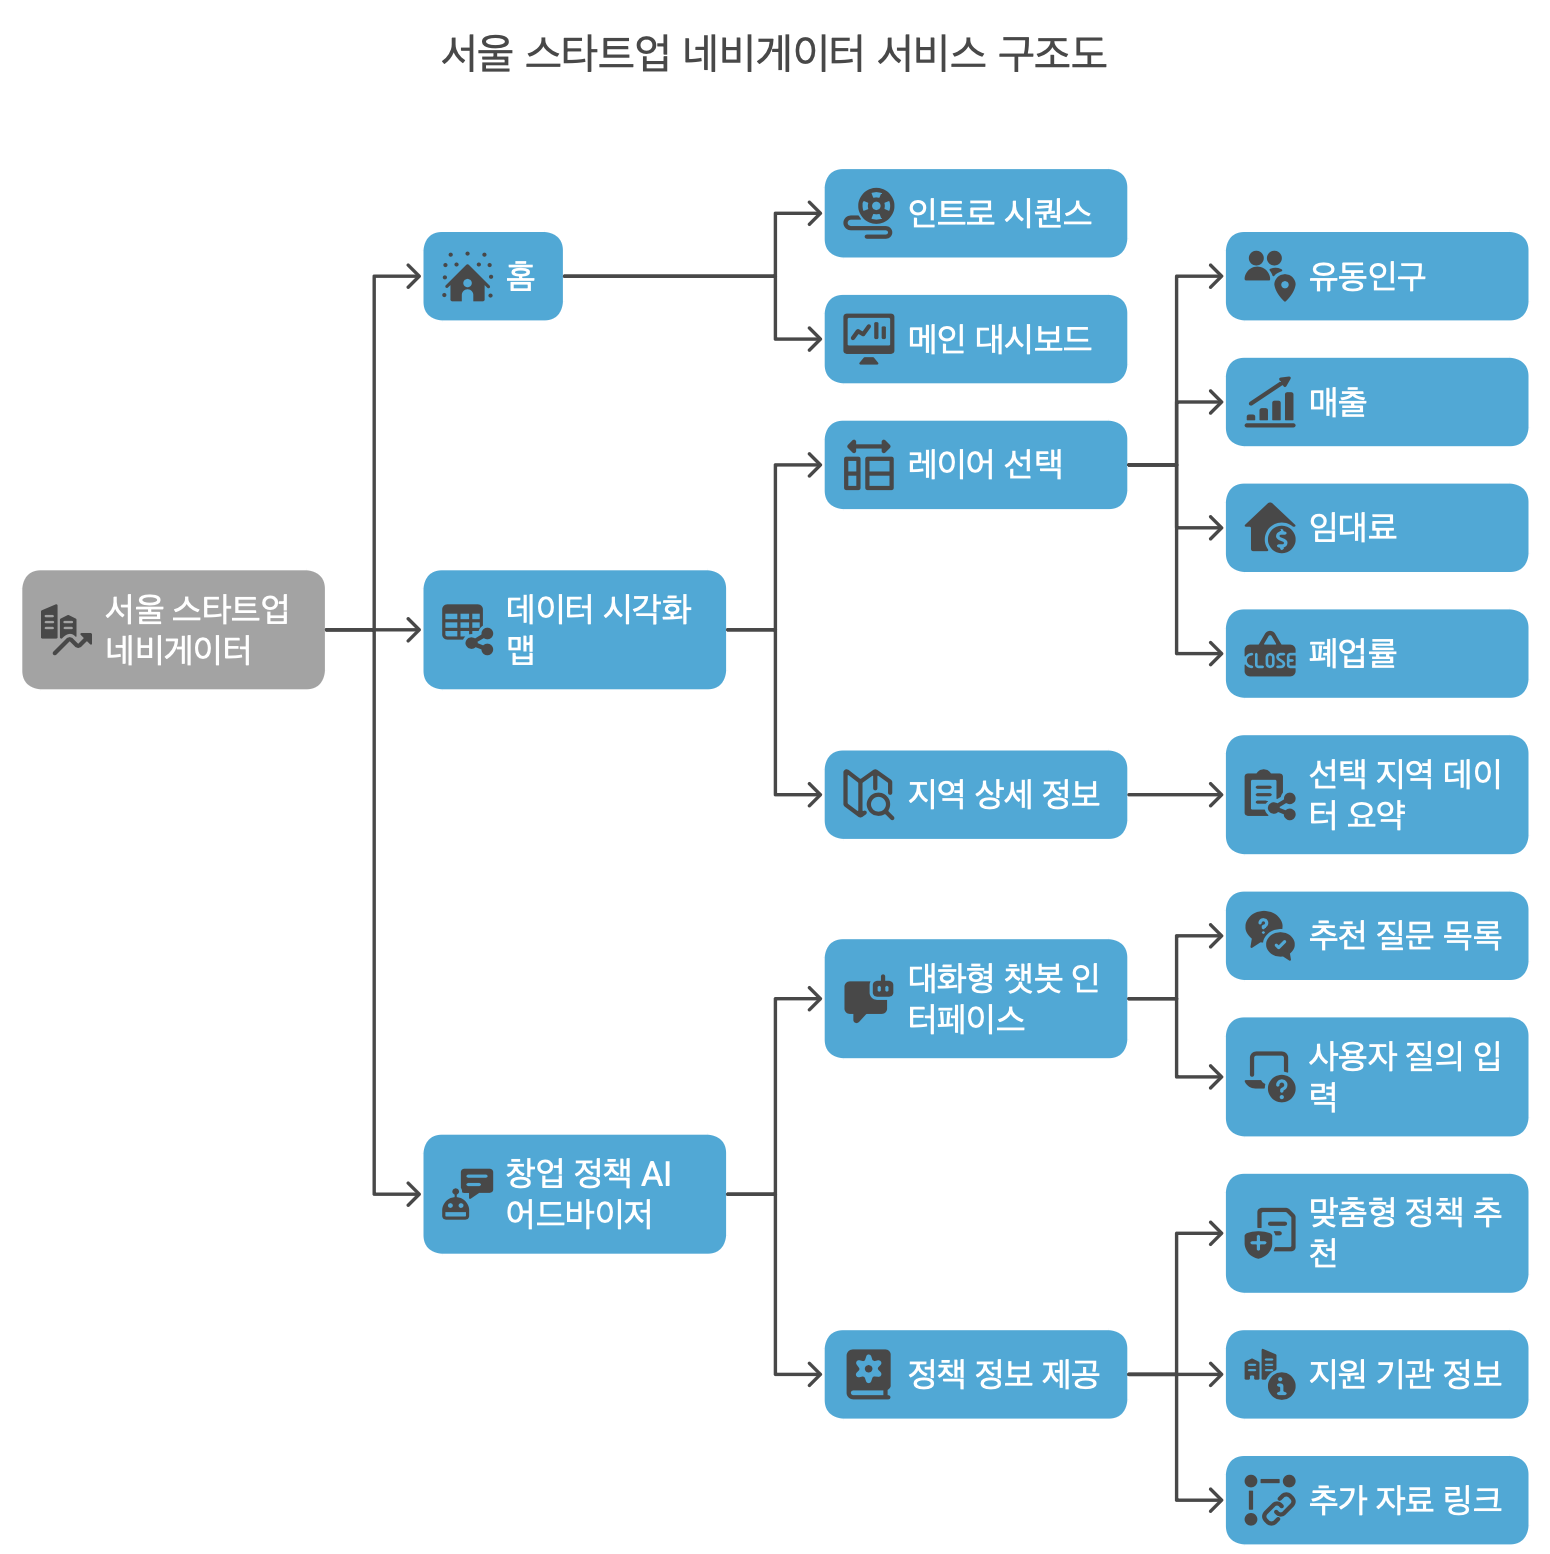 서울 스타트업 네비게이터 서비스 구조도
서울 스타트업
네비게이터
홈
인트로 시퀀스
메인 대시보드
데이터 시각화
맵
레이어 선택
유동인구
매출
임대료
CLOSE
폐업률
지역 상세 정보
선택 지역 데이
터 요약
창업 정책 AI
어드바이저
대화형 챗봇 인
터페이스
추천 질문 목록
사용자 질의 입
력
정책 정보 제공
맞춤형 정책 추
천
지원 기관 정보
추가 자료 링크